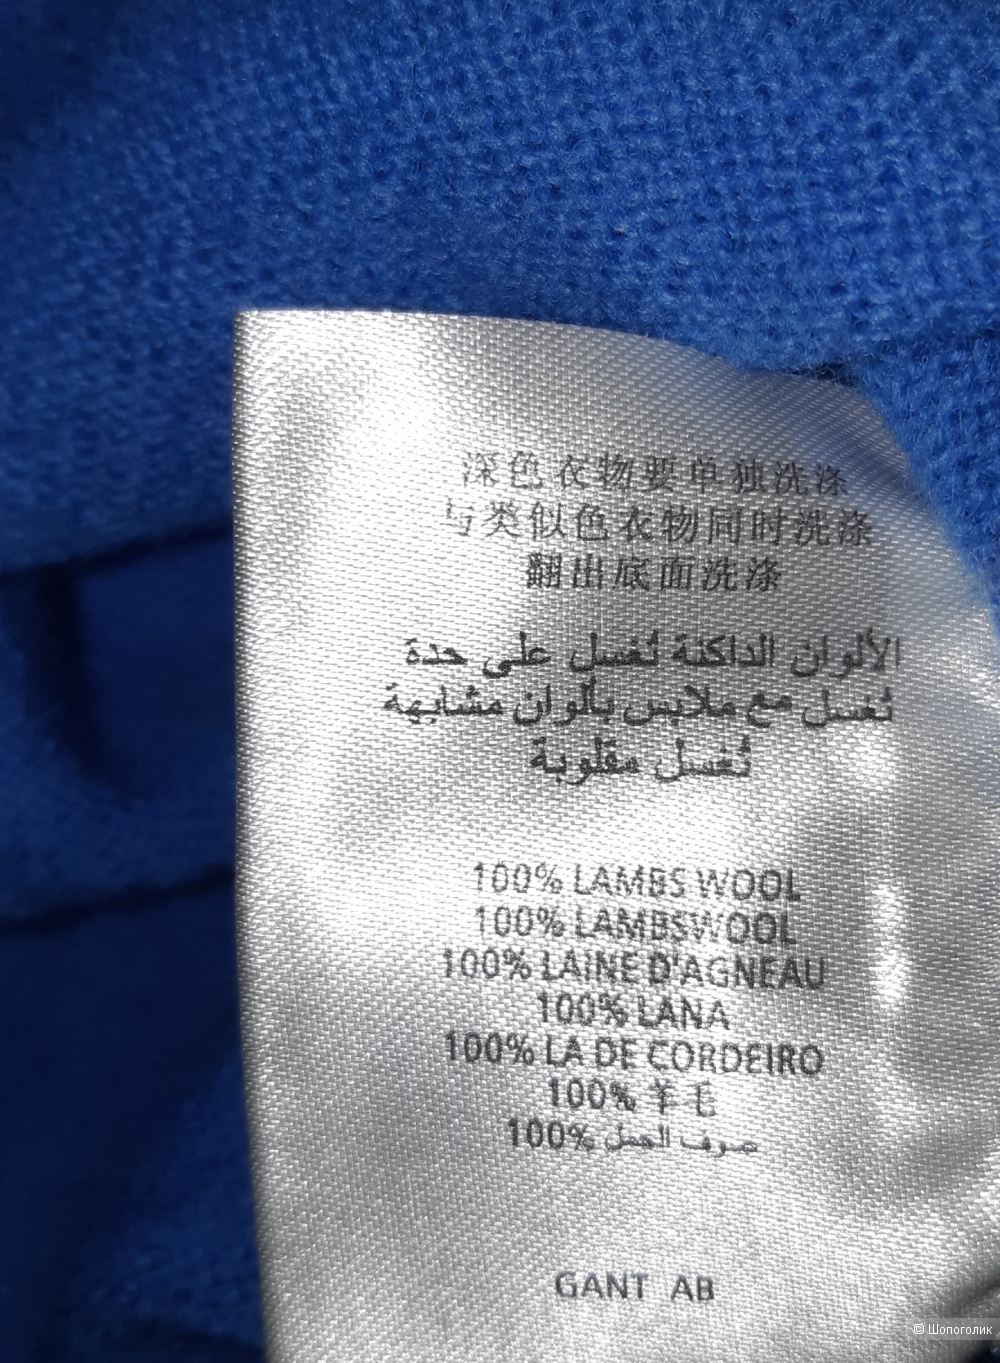 深色衣物要单独洗涤
与类似色衣物同时洗涤
翻出底面洗涤
الألوان الداكنة تُغسل على حدة
تُغسل مع ملابس بألوان مشابهة
تُغسل مقلوبة
100% LAMBS WOOL
100% LAMBSWOOL
100% LAINE D'AGNEAU
100% LANA
100% LA DE CORDEIRO
100% 羊毛
100% صوف الحمل
GANT AB
© Шопоголик